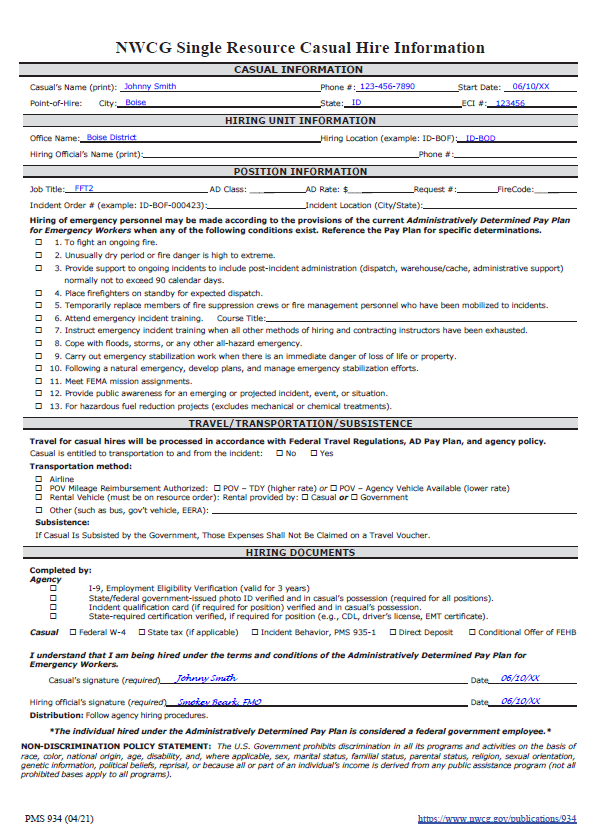 NWCG Single Resource Casual Hire Information
CASUAL INFORMATION
Casual's Name (print): Johnny Smith Phone #: 123-456-7890 Start Date: 06/10/XX
Point-of-Hire: City: Boise State: ID ECI #: 123456
HIRING UNIT INFORMATION
Office Name: Boise District Hiring Location (example: ID-BOF): ID-BOD
Hiring Official's Name (print): Phone #:
POSITION INFORMATION
Job Title: FFT2 AD Class: AD Rate: $ Request #: FireCode:
Incident Order # (example: ID-BOF-000423): Incident Location (City/State):
Hiring of emergency personnel may be made according to the provisions of the current Administratively Determined Pay Plan
for Emergency Workers when any of the following conditions exist. Reference the Pay Plan for specific determinations.
☐ 1. To fight an ongoing fire.
☐ 2. Unusually dry period or fire danger is high to extreme.
☐ 3. Provide support to ongoing incidents to include post-incident administration (dispatch, warehouse/cache, administrative support)
normally not to exceed 90 calendar days.
☐ 4. Place firefighters on standby for expected dispatch.
☐ 5. Temporarily replace members of fire suppression crews or fire management personnel who have been mobilized to incidents.
☐ 6. Attend emergency incident training. Course Title:
☐ 7. Instruct emergency incident training when all other methods of hiring and contracting instructors have been exhausted.
☐ 8. Cope with floods, storms, or any other all-hazard emergency.
☐ 9. Carry out emergency stabilization work when there is an immediate danger of loss of life or property.
☐ 10. Following a natural emergency, develop plans, and manage emergency stabilization efforts.
☐ 11. Meet FEMA mission assignments.
☐ 12. Provide public awareness for an emerging or projected incident, event, or situation.
☐ 13. For hazardous fuel reduction projects (excludes mechanical or chemical treatments).
TRAVEL/TRANSPORTATION/SUBSISTENCE
Travel for casual hires will be processed in accordance with Federal Travel Regulations, AD Pay Plan, and agency policy.
Casual is entitled to transportation to and from the incident: ☐ No ☐ Yes
Transportation method:
☐ Airline
☐ POV Mileage Reimbursement Authorized: ☐ POV – TDY (higher rate) or ☐ POV – Agency Vehicle Available (lower rate)
☐ Rental Vehicle (must be on resource order): Rental provided by: ☐ Casual or ☐ Government
☐ Other (such as bus, gov't vehicle, EERA):
Subsistence:
If Casual Is Subsisted by the Government, Those Expenses Shall Not Be Claimed on a Travel Voucher.
HIRING DOCUMENTS
Completed by:
Agency
☐ I-9, Employment Eligibility Verification (valid for 3 years)
☐ State/federal government-issued photo ID verified and in casual's possession (required for all positions).
☐ Incident qualification card (if required for position) verified and in casual's possession.
☐ State-required certification verified, if required for position (e.g., CDL, driver's license, EMT certificate).
Casual ☐ Federal W-4 ☐ State tax (if applicable) ☐ Incident Behavior, PMS 935-1 ☐ Direct Deposit ☐ Conditional Offer of FEHB
I understand that I am being hired under the terms and conditions of the Administratively Determined Pay Plan for
Emergency Workers.
Casual's signature (required) Johnny Smith Date 06/10/XX
Hiring official's signature (required) Smokey Beark, FMO Date 06/10/XX
Distribution: Follow agency hiring procedures.
*The individual hired under the Administratively Determined Pay Plan is considered a federal government employee.*
NON-DISCRIMINATION POLICY STATEMENT: The U.S. Government prohibits discrimination in all its programs and activities on the basis of
race, color, national origin, age, disability, and, where applicable, sex, marital status, familial status, parental status, religion, sexual orientation,
genetic information, political beliefs, reprisal, or because all or part of an individual's income is derived from any public assistance program (not all
prohibited bases apply to all programs).
PMS 934 (04/21) https://www.nwcg.gov/publications/934